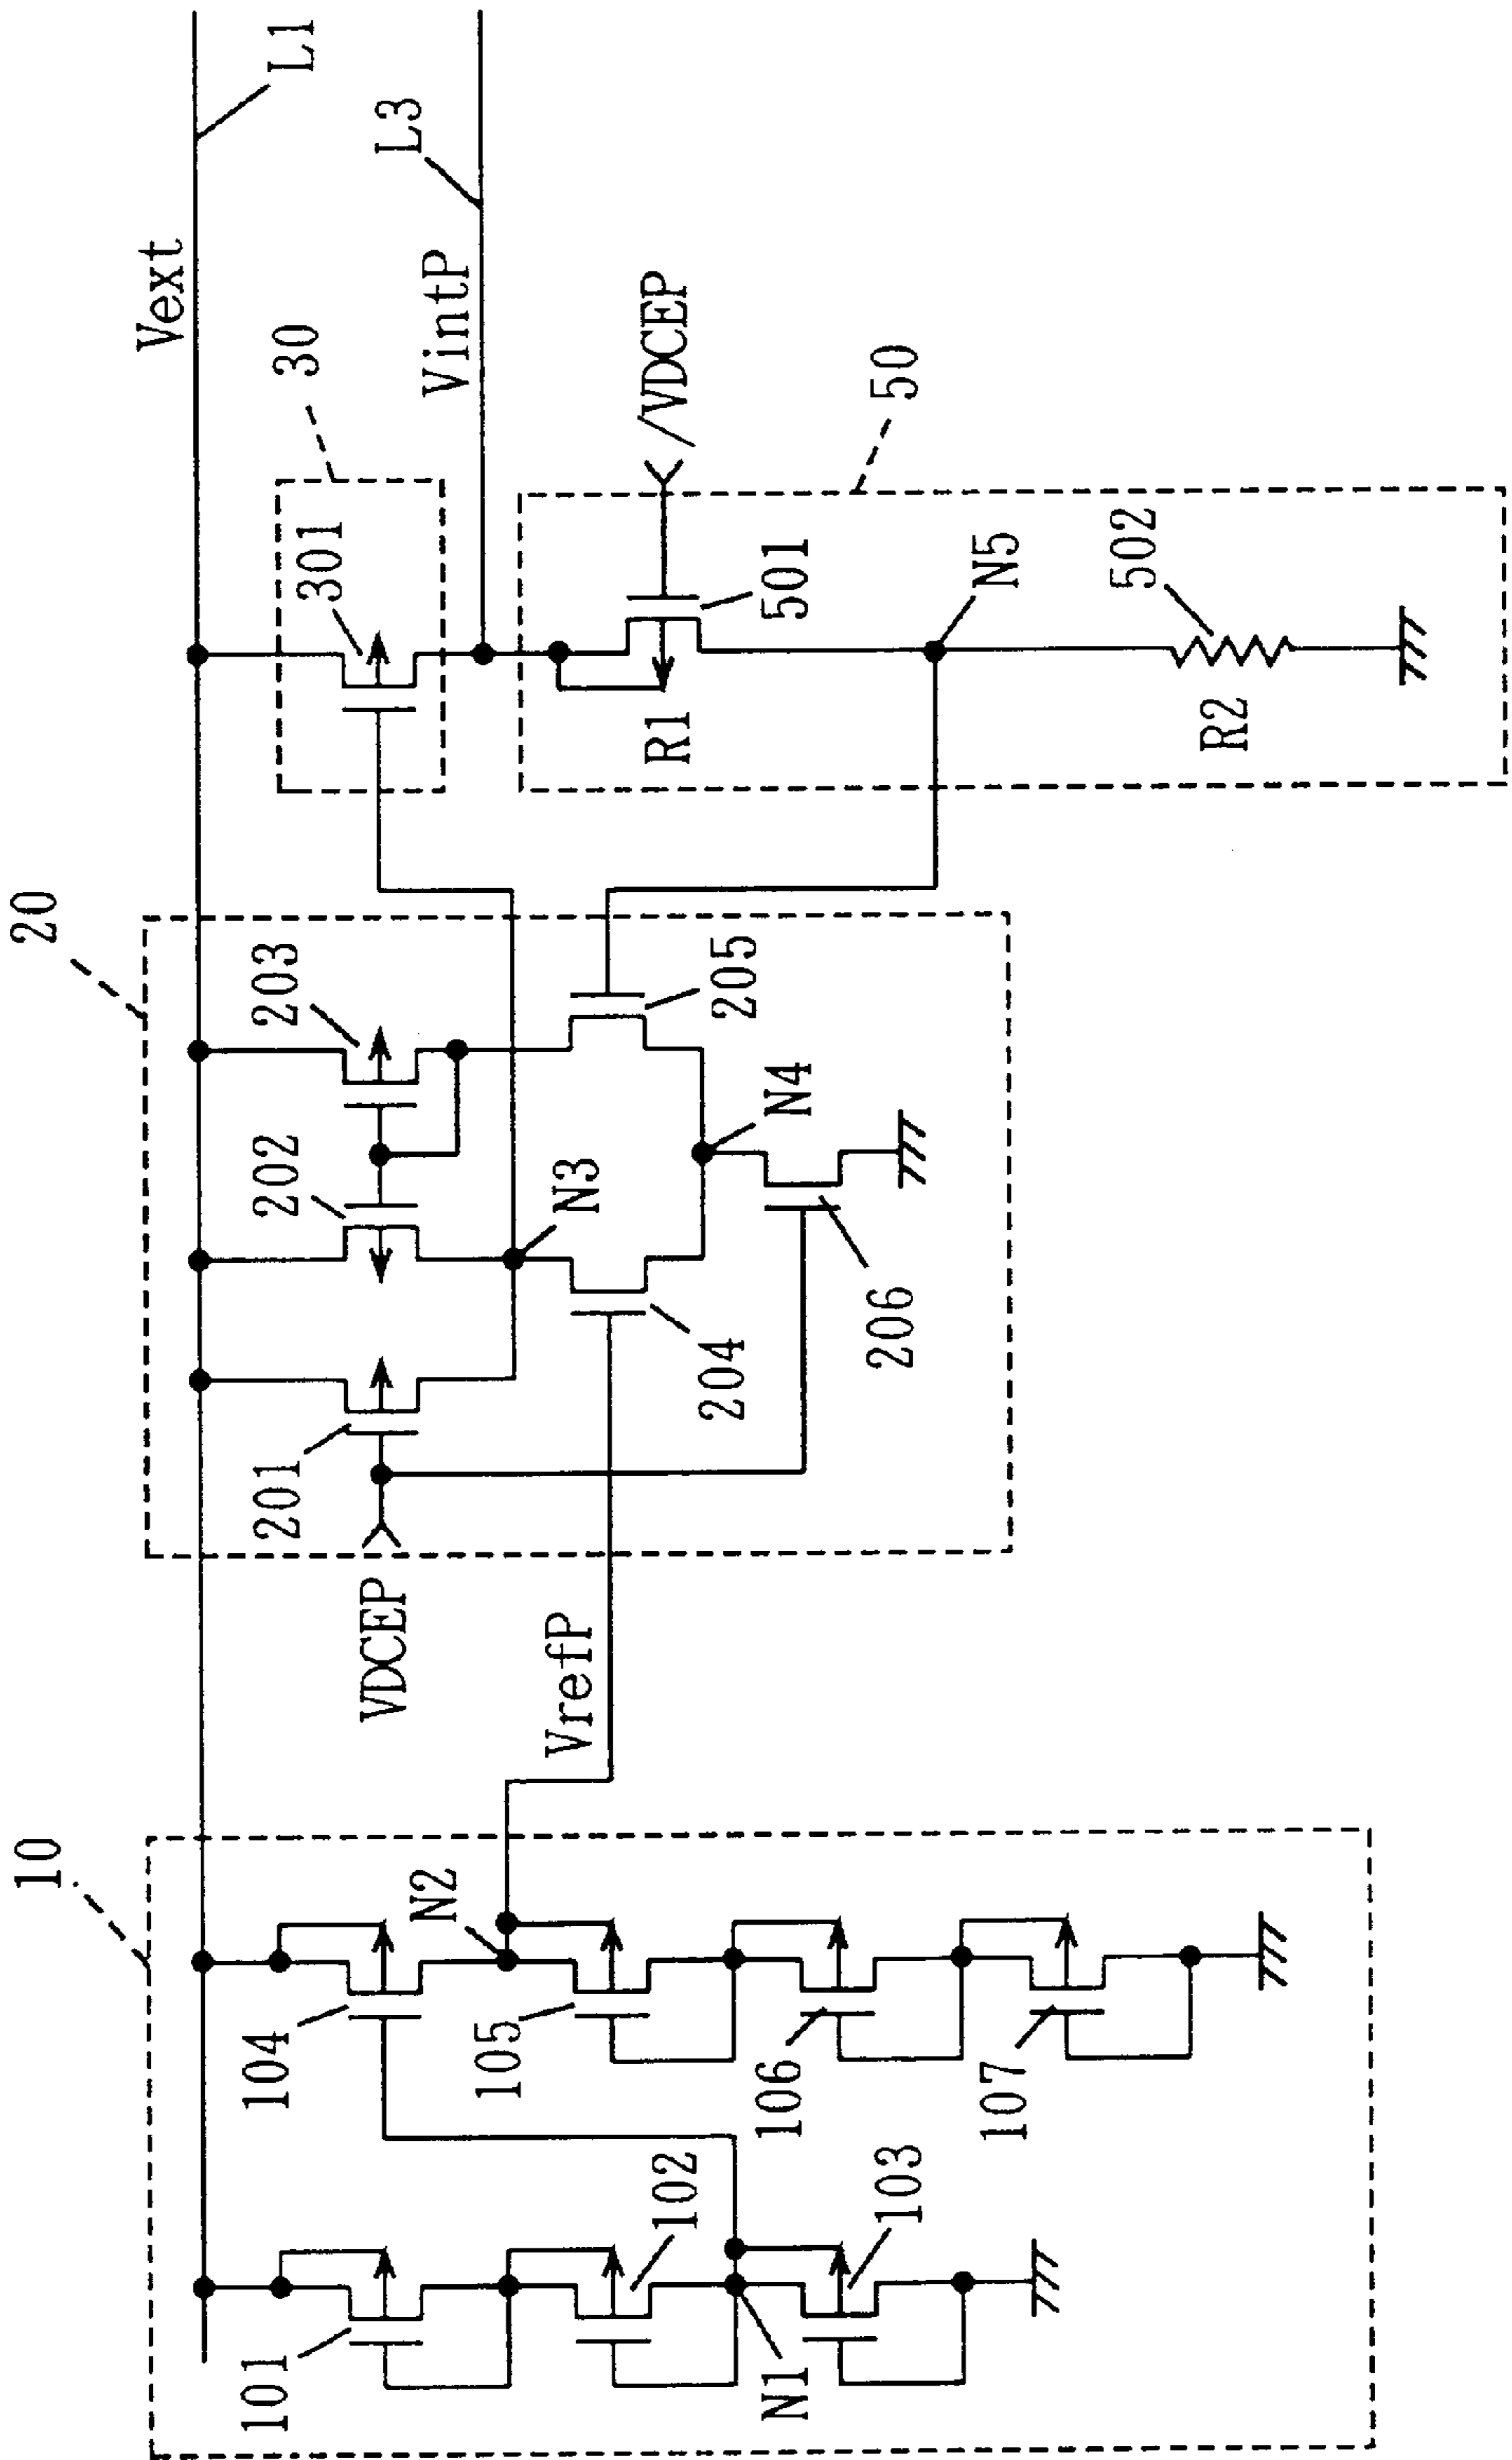 10
20
Vext
L1
30
301
L3
VintP
104
N2
VDCEP
201
202
203
101
105
VrefP
N3
204
205
/VDCEP
R1
501
102
106
N4
N1
103
107
206
50
N5
R2
502